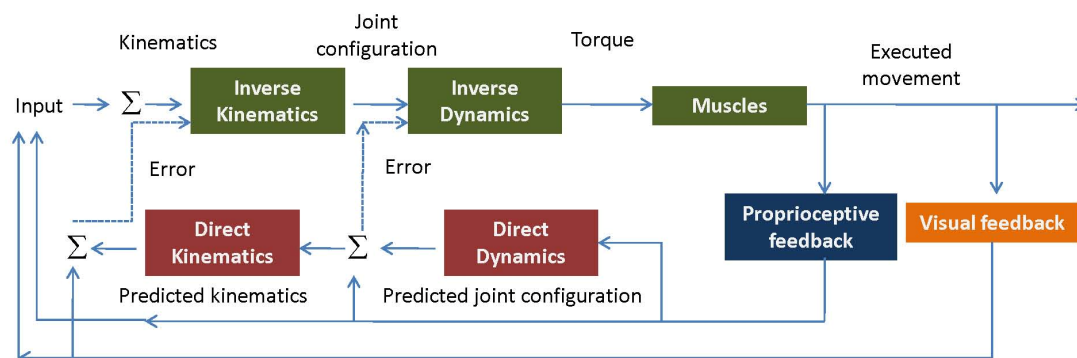 Kinematics
Joint
configuration
Torque
Executed
movement
Input
Σ
Inverse
Kinematics
Inverse
Dynamics
Muscles
Error
Error
Σ
Direct
Kinematics
Σ
Direct
Dynamics
Proprioceptive
feedback
Visual feedback
Predicted kinematics
Predicted joint configuration